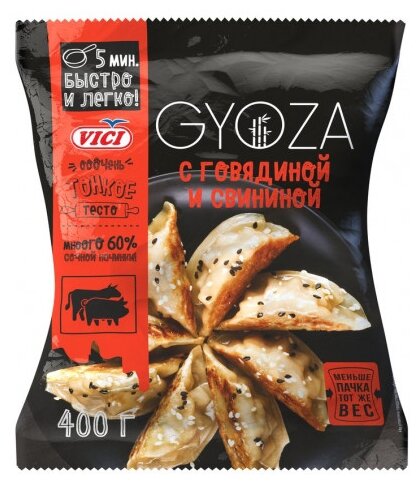 5 мин.
БЫСТРО
И ЛЕГКО!
VICI
ОООЧЕНЬ
ТОНКОЕ
ТЕСТО
МНОГО 60%
СОЧНОЙ НАЧИНКИ
GYOZA
С ГОВЯДИНОЙ
И СВИНИНОЙ
МЕНЬШЕ
ПАЧКА
ТОТ ЖЕ
ВЕС
400 Г